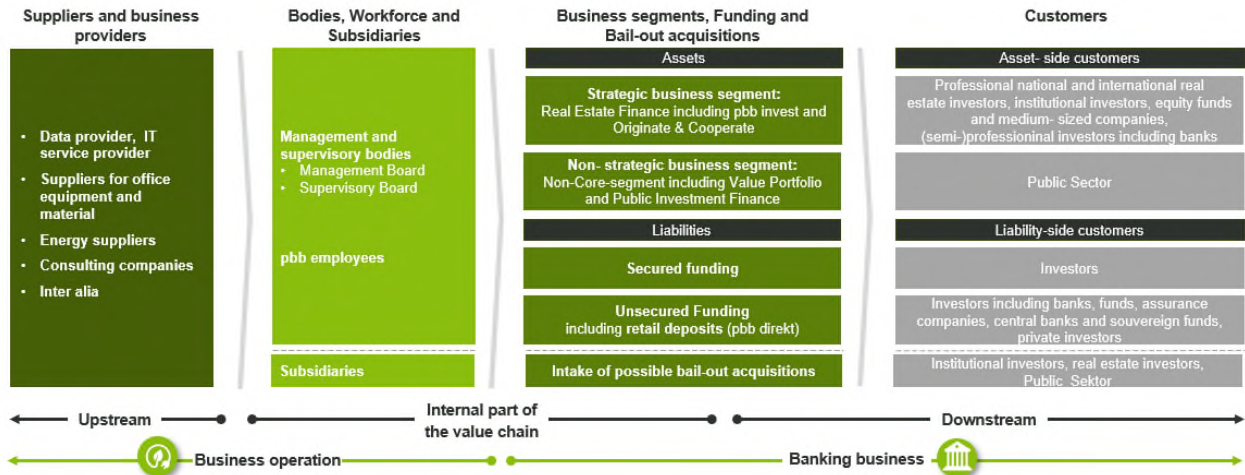 Suppliers and business
providers
• Data provider, IT
service provider
• Suppliers for office
equipment and
material
• Energy suppliers
• Consulting companies
• Inter alia
Bodies, Workforce and
Subsidiaries
Management and
supervisory bodies
• Management Board
• Supervisory Board
pbb employees
Subsidiaries
Business segments, Funding and
Bail-out acquisitions
Assets
Strategic business segment:
Real Estate Finance including pbb invest and
Originate & Cooperate
Non- strategic business segment:
Non-Core-segment including Value Portfolio
and Public Investment Finance
Liabilities
Secured funding
Unsecured Funding
including retail deposits (pbb direkt)
Intake of possible bail-out acquisitions
Customers
Asset- side customers
Professional national and international real
estate investors, institutional investors, equity funds
and medium- sized companies,
(semi-)professioninal investors including banks
Public Sector
Liability-side customers
Investors
Investors including banks, funds, assurance
companies, central banks and souvereign funds,
private investors
Institutional investors, real estate investors,
Public Sektor
Upstream
Internal part of
the value chain
Downstream
Business operation
Banking business